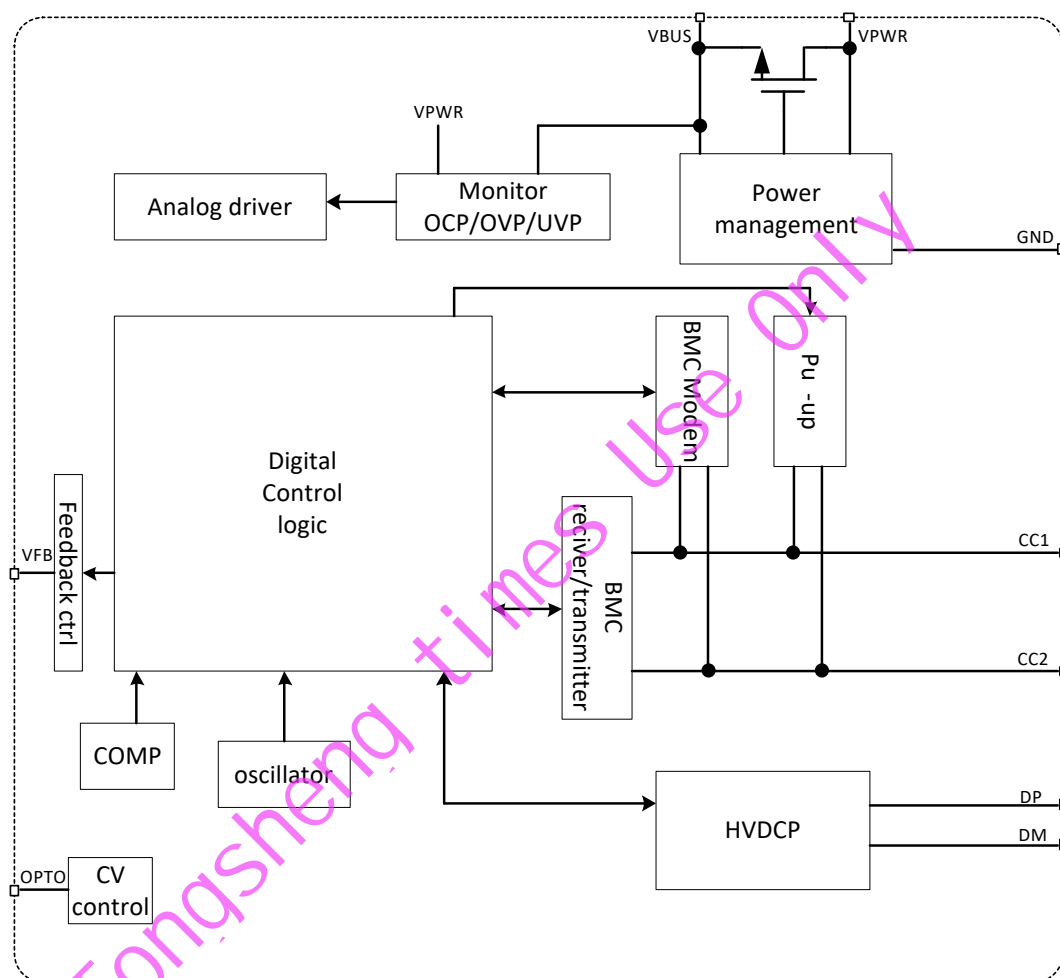 VBUS
VPWR
VPWR
Analog driver
Monitor
OCP/OVP/UVP
Power
management
GND
BMC Modem
Pu -up
Digital
Control
logic
Feedback ctrl
VFB
BMC
reciver/transmitter
CC1
CC2
COMP
oscillator
HVDCP
DP
DM
OPTO
CV
control
Tongsheng times Use Only